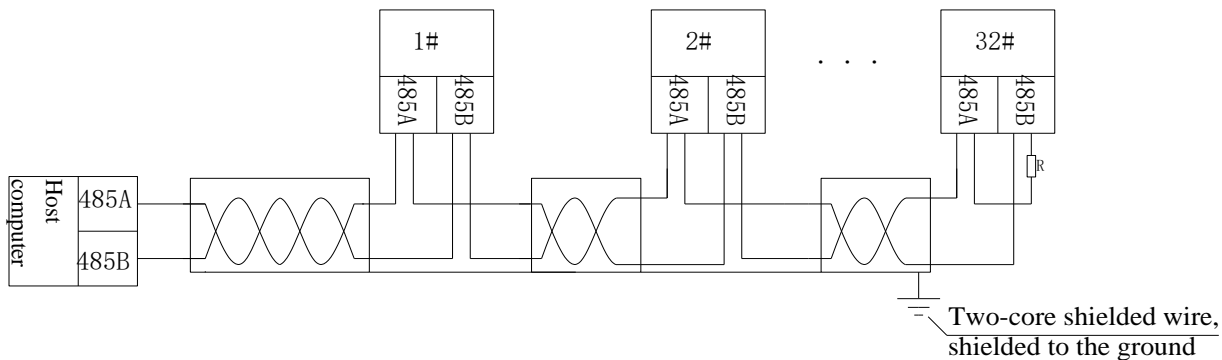 1#
485A
485B
2#
485A
485B
. . .
32#
485A
485B
R
Host
computer
485A
485B
Two-core shielded wire,
shielded to the ground